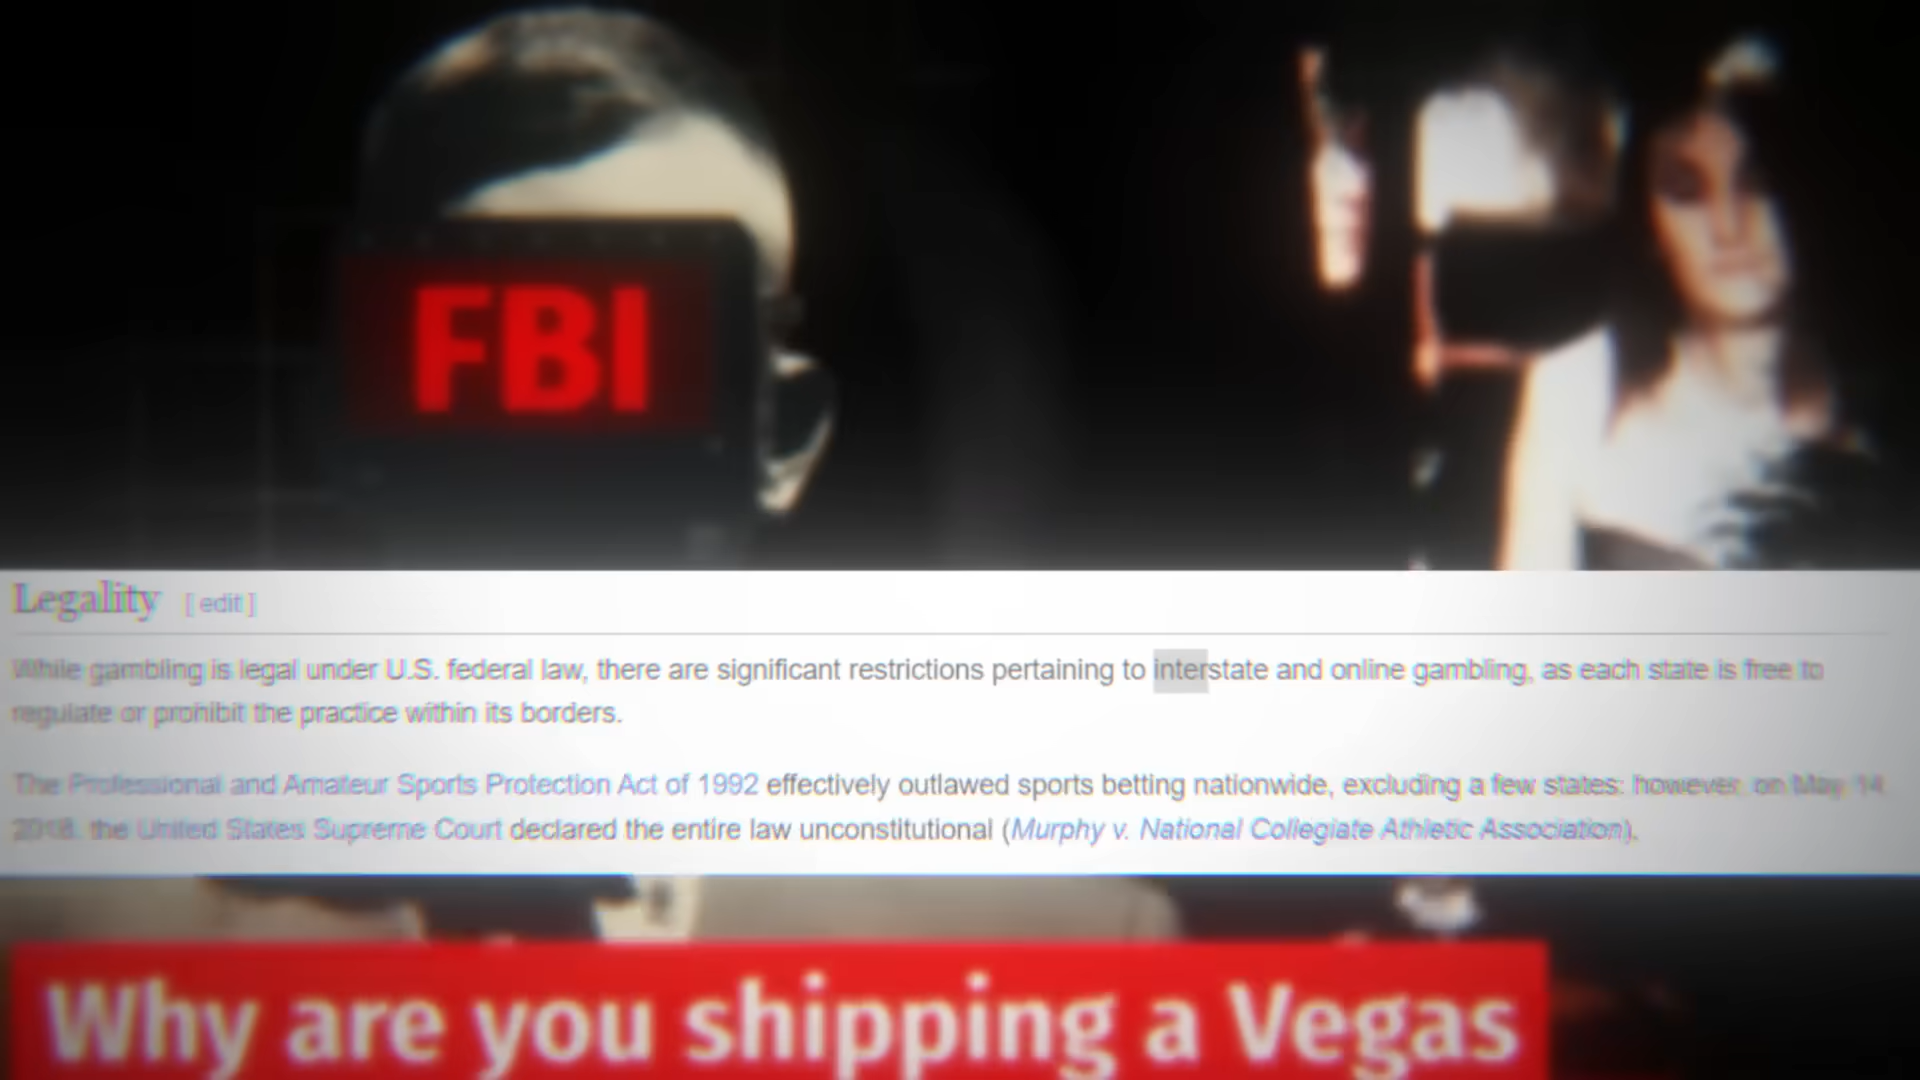 FBI
Legality [ edit ]
While gambling is legal under U.S. federal law, there are significant restrictions pertaining to interstate and online gambling, as each state is free to
regulate or prohibit the practice within its borders.
The Professional and Amateur Sports Protection Act of 1992 effectively outlawed sports betting nationwide, excluding a few states; however, on May 14
2018, the United States Supreme Court declared the entire law unconstitutional (Murphy v. National Collegiate Athletic Association).
Why are you shipping a Vegas